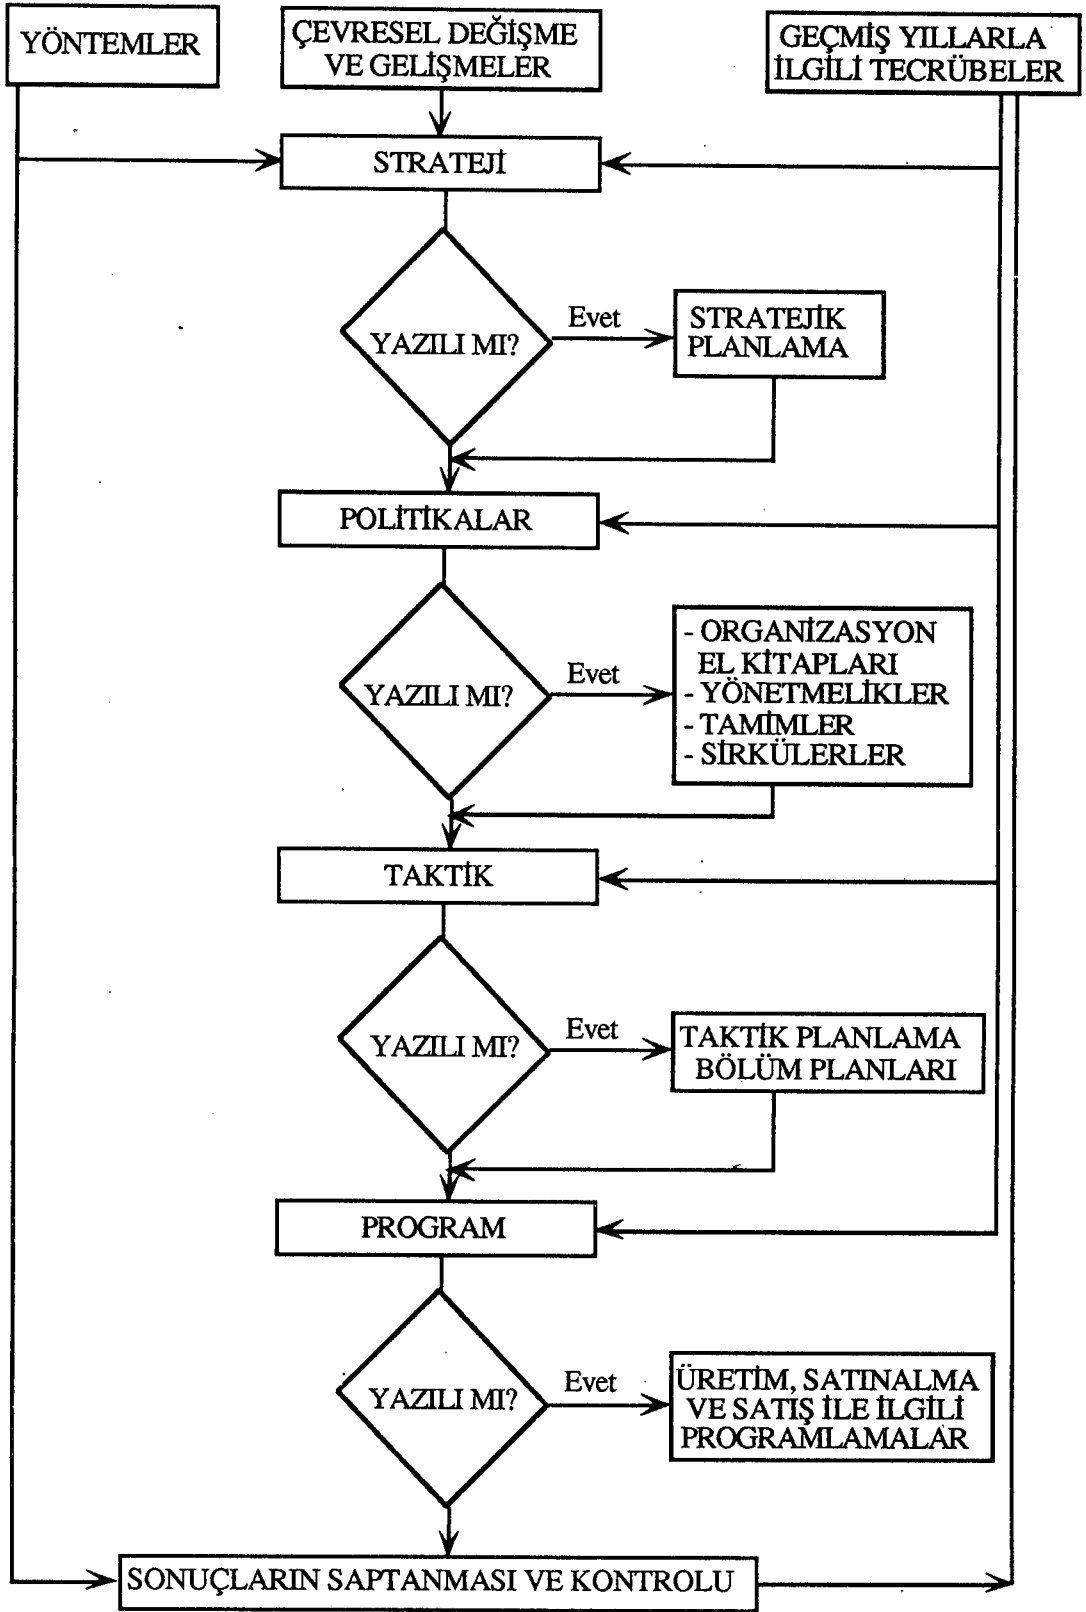 YÖNTEMLER
ÇEVRESEL DEĞİŞME
VE GELİŞMELER
GEÇMİŞ YILLARLA
İLGİLİ TECRÜBELER
STRATEJİ
YAZILI MI?
Evet
STRATEJİK
PLANLAMA
POLİTİKALAR
YAZILI MI?
Evet
- ORGANİZASYON
EL KİTAPLARI
- YÖNETMELİKLER
- TAMİMLER
- SİRKÜLERLER
TAKTİK
YAZILI MI?
Evet
TAKTİK PLANLAMA
BÖLÜM PLANLARI
PROGRAM
YAZILI MI?
Evet
ÜRETİM, SATINALMA
VE SATIŞ İLE İLGİLİ
PROGRAMLAMALAR
SONUÇLARIN SAPTANMASI VE KONTROLU